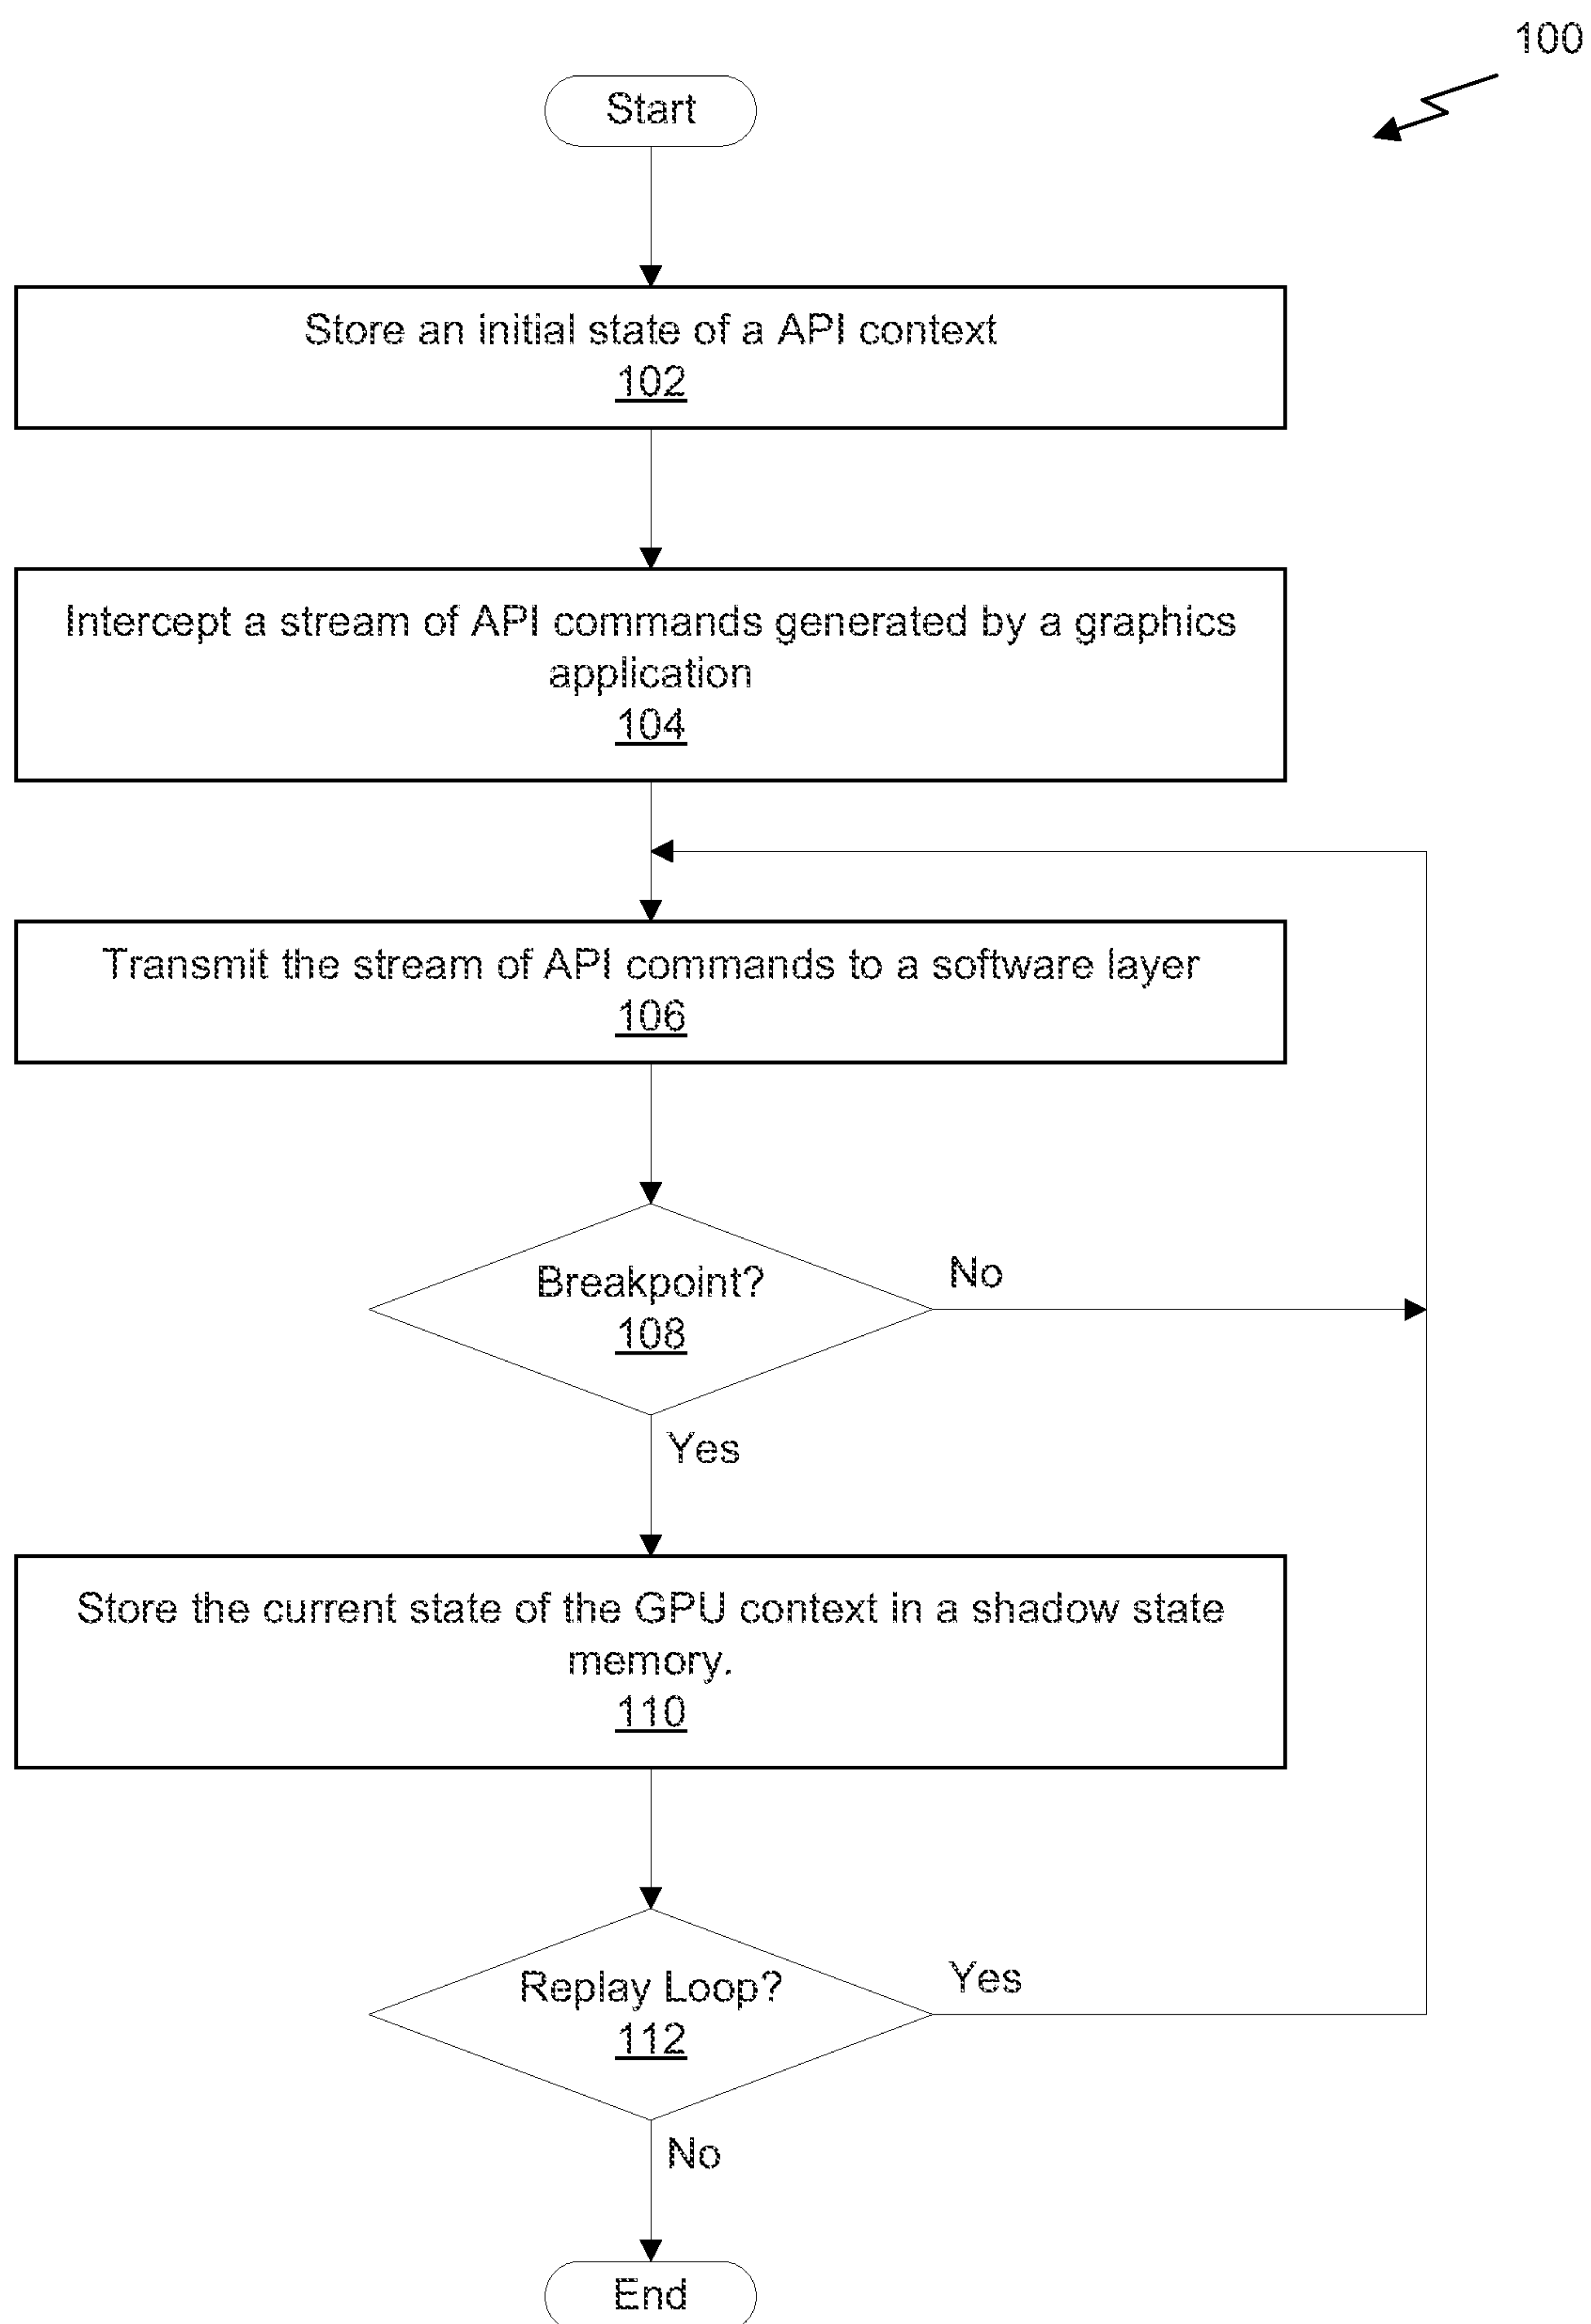 100
Start
Store an initial state of a API context
102
Intercept a stream of API commands generated by a graphics
application
104
Transmit the stream of API commands to a software layer
106
Breakpoint?
108
No
Yes
Store the current state of the GPU context in a shadow state
memory.
110
Replay Loop?
112
Yes
No
End